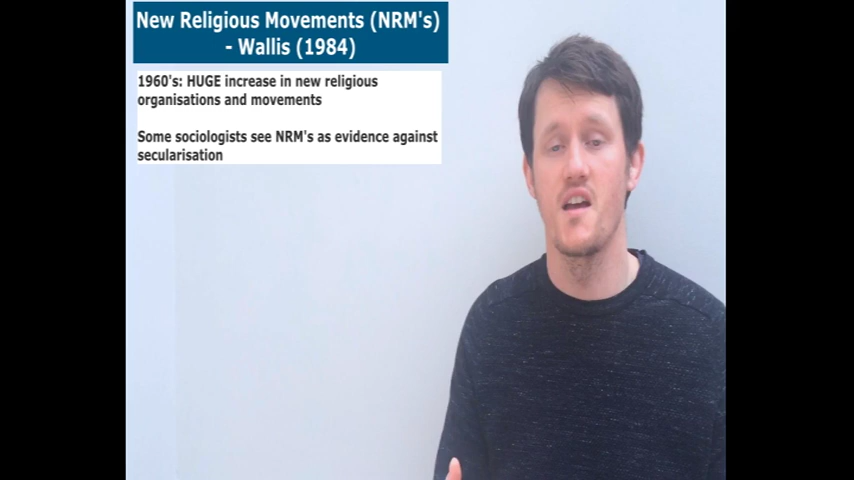 New Religious Movements (NRM's)
- Wallis (1984)
1960's: HUGE increase in new religious
organisations and movements
Some sociologists see NRM's as evidence against
secularisation